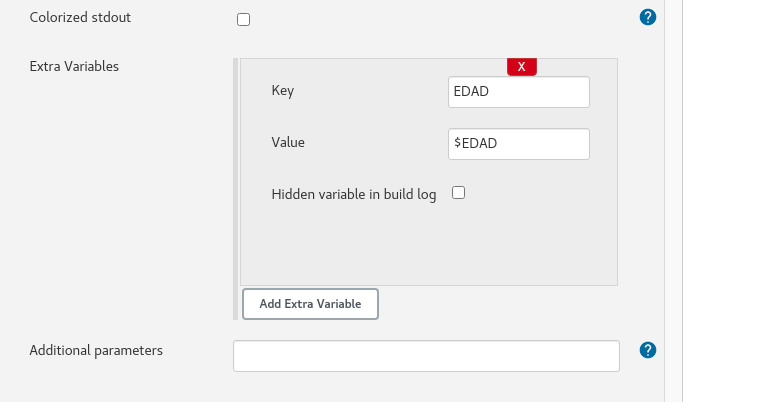 Colorized stdout
?
Extra Variables
X
Key
EDAD
Value
$EDAD
Hidden variable in build log
Add Extra Variable
Additional parameters
?